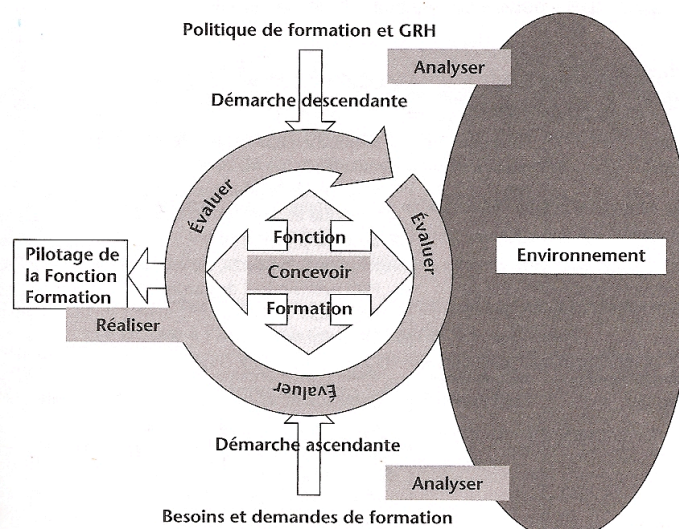 Politique de formation et GRH
Analyser
Démarche descendante
Évaluer
Évaluer
Fonction
Concevoir
Formation
Environnement
Pilotage de
la Fonction
Formation
Réaliser
Évaluer
Démarche ascendante
Analyser
Besoins et demandes de formation